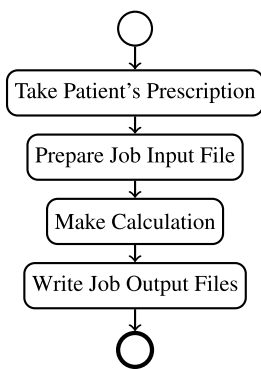 Take Patient's Prescription
Prepare Job Input File
Make Calculation
Write Job Output Files